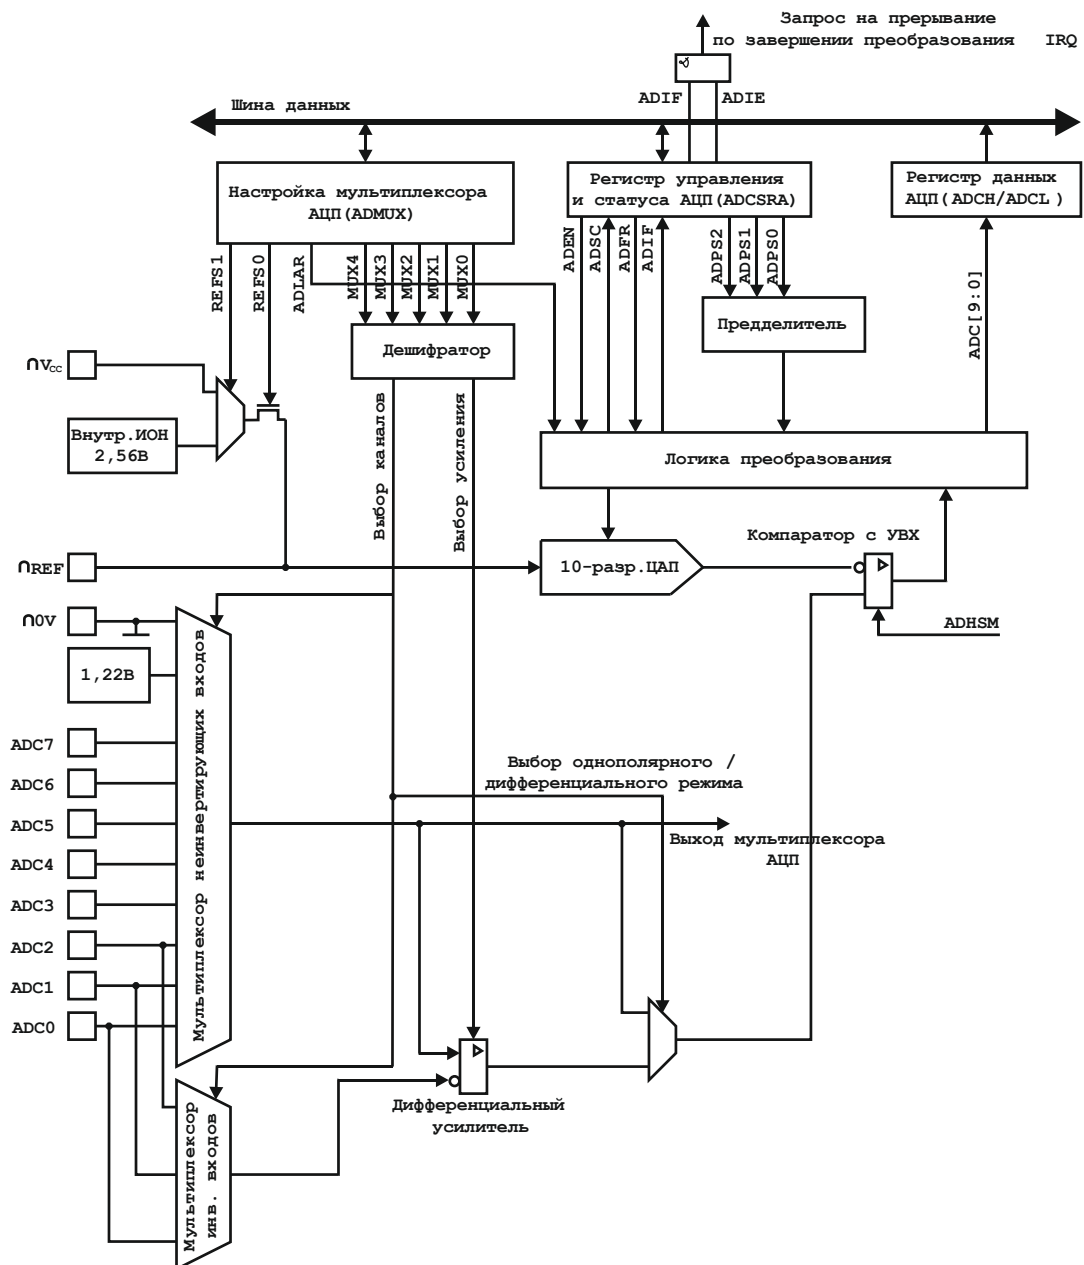 Запрос на прерывание
по завершении преобразования IRQ
ADIF ADIE
Шина данных
Настройка мультиплексора
АЦП(ADMUX)
Регистр управления
и статуса АЦП(ADCSRA)
Регистр данных
АЦП(ADCH/ADCL)
REFS1
REFS0
ADLAR
MUX4
MUX3
MUX2
MUX1
MUX0
ADEN
ADSC
ADFR
ADIF
ADPS2
ADPS1
ADPS0
ADC[9:0]
Предделитель
Дешифратор
∩Vcc
Внутр.ИОН
2,56В
Выбор каналов
Выбор усиления
Логика преобразования
Компаратор с УВХ
∩REF
10-разр.ЦАП
∩0V
ADHSM
1,22В
Мультиплексор неинвертирующих входов
ADC7
ADC6
ADC5
ADC4
ADC3
ADC2
ADC1
ADC0
Выбор однополярного /
дифференциального режима
Выход мультиплексора
АЦП
Дифференциальный
усилитель
Мультиплексор
инв. входов